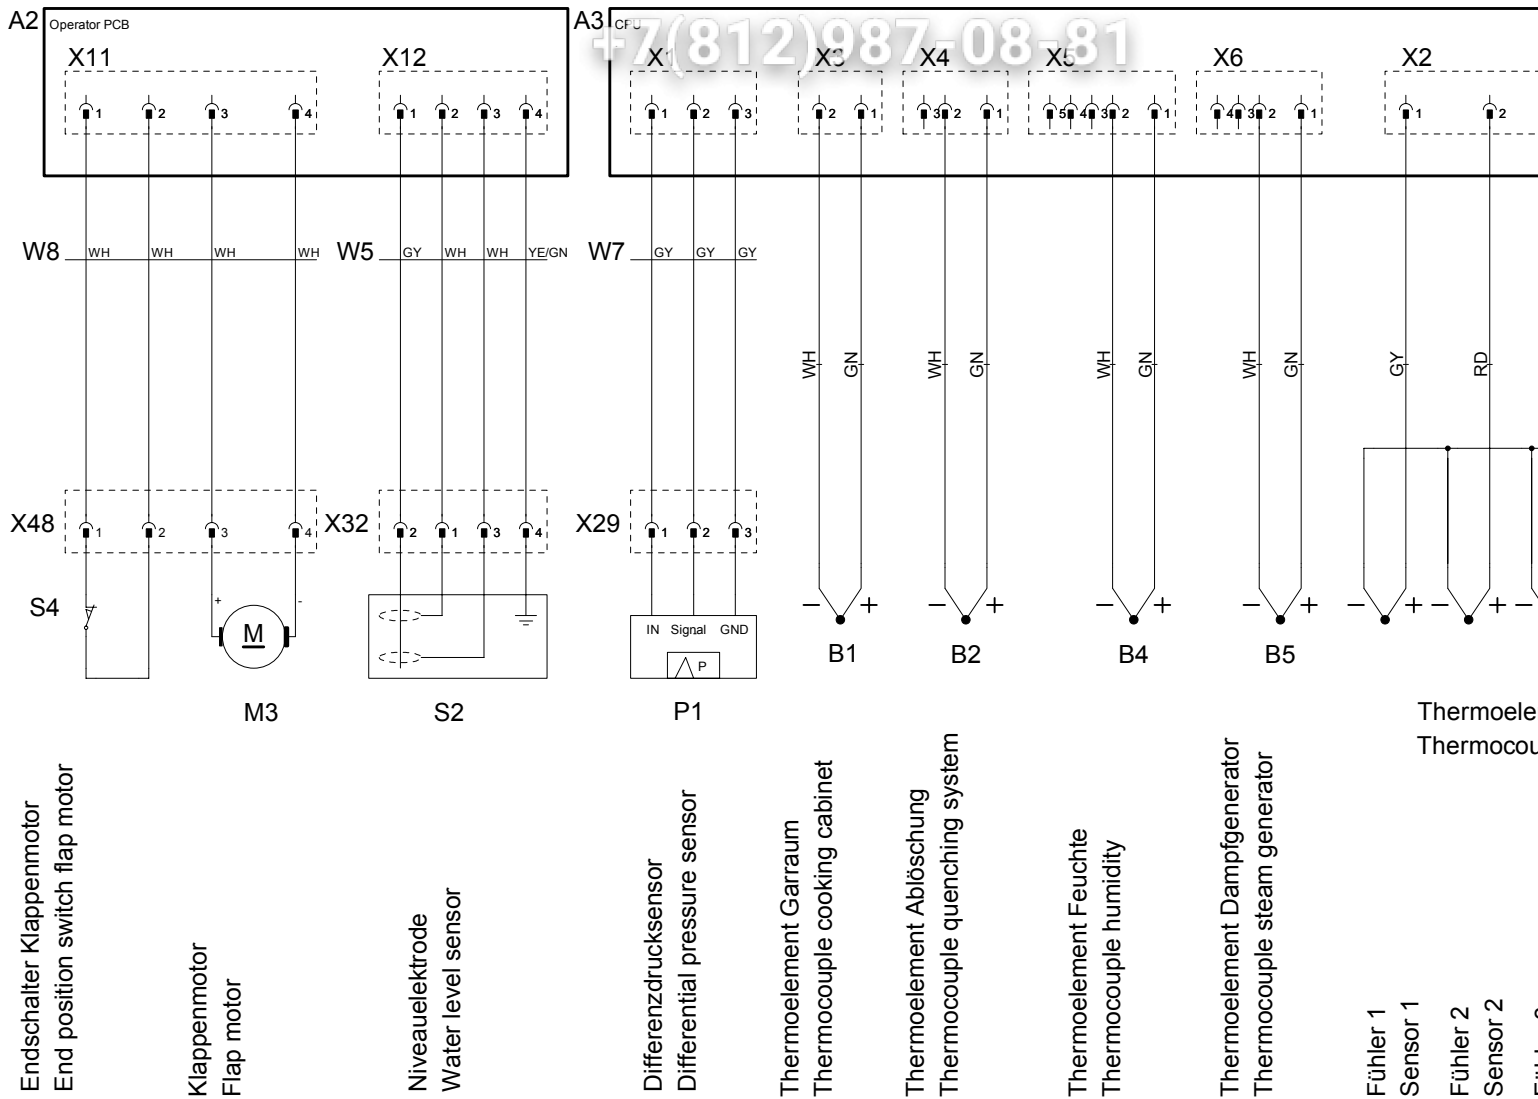 +7(812)987-08-81
A2 Operator PCB
A3 CPU
X11 X12 X1 X3 X4 X5 X6 X2
1 2 3 4 1 2 3 4 1 2 3 2 1 3 2 1 5 4 3 2 1 4 3 2 1 1 2
W8 WH WH WH WH W5 GY WH WH YE/GN W7 GY GY GY
WH GN WH GN WH GN WH GN GY RD
X48 1 2 3 4 X32 2 1 3 4 X29 1 2 3
S4 + - − + − + − + − + − + − + −
M IN Signal GND
P
B1 B2 B4 B5
M3 S2 P1
Thermoele
Thermocou
Endschalter Klappenmotor
End position switch flap motor
Klappenmotor
Flap motor
Niveauelektrode
Water level sensor
Differenzdrucksensor
Differential pressure sensor
Thermoelement Garraum
Thermocouple cooking cabinet
Thermoelement Ablöschung
Thermocouple quenching system
Thermoelement Feuchte
Thermocouple humidity
Thermoelement Dampfgenerator
Thermocouple steam generator
Fühler 1
Sensor 1
Fühler 2
Sensor 2